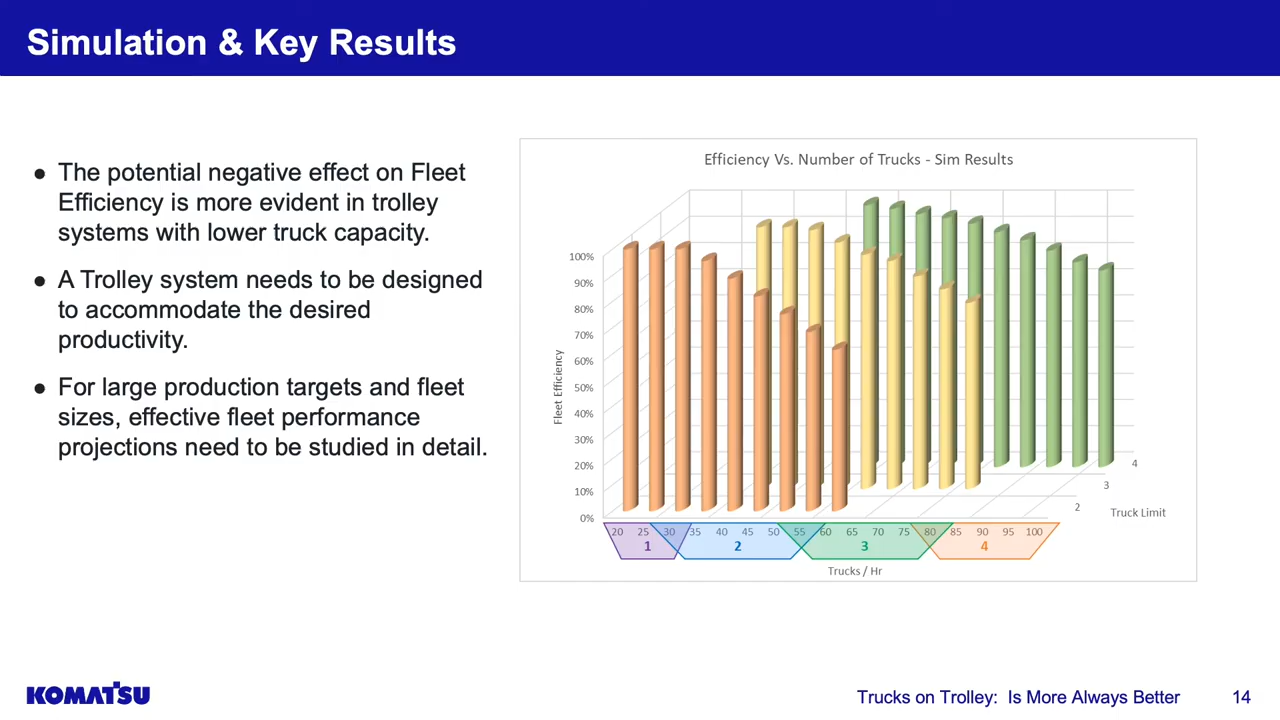 Simulation & Key Results
● The potential negative effect on Fleet
Efficiency is more evident in trolley
systems with lower truck capacity.
● A Trolley system needs to be designed
to accommodate the desired
productivity.
● For large production targets and fleet
sizes, effective fleet performance
projections need to be studied in detail.
Efficiency Vs. Number of Trucks - Sim Results
Fleet Efficiency
100%
90%
80%
70%
60%
50%
40%
30%
20%
10%
0%
4
3
2
Truck Limit
20 25 30 35 40 45 50 55 60 65 70 75 80 85 90 95 100
1 2 3 4
Trucks / Hr
KOMATSU
Trucks on Trolley: Is More Always Better 14